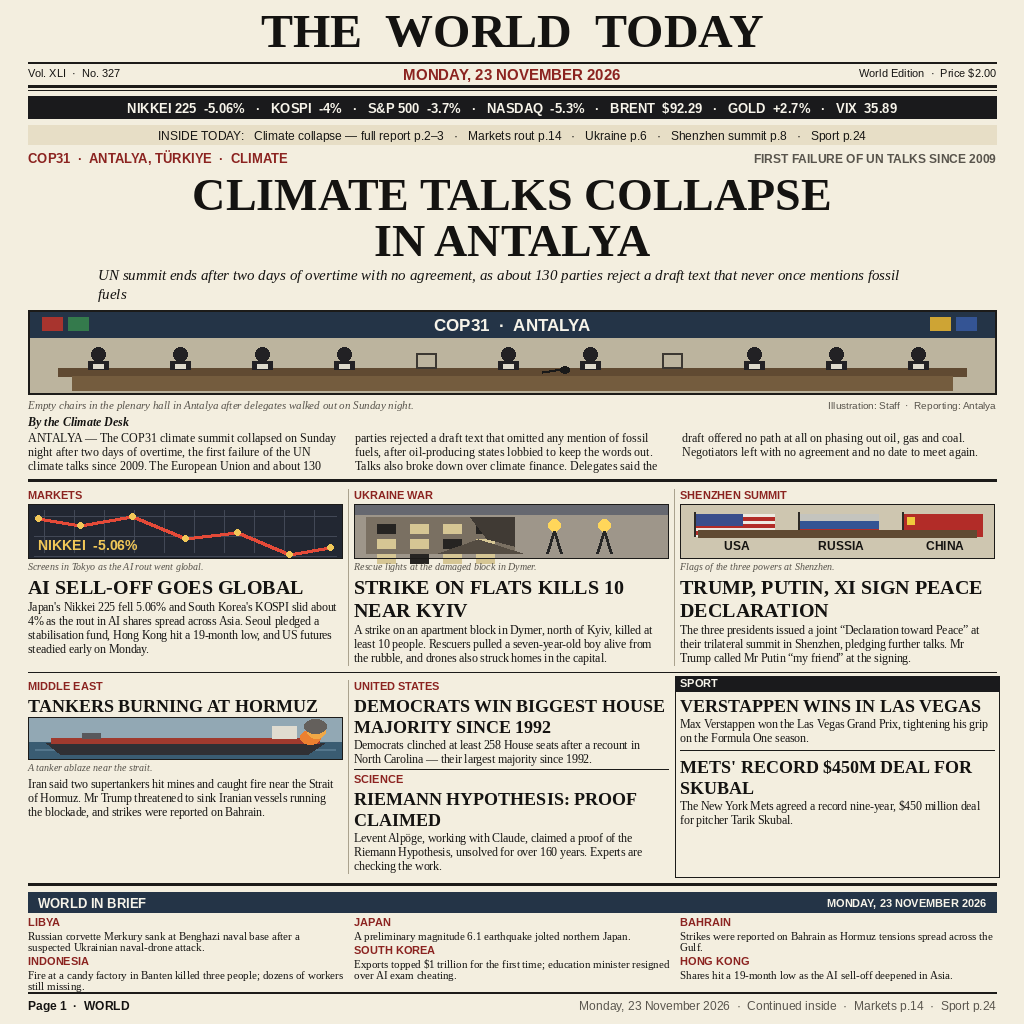 THE WORLD TODAY
Vol. XLI · No. 327
MONDAY, 23 NOVEMBER 2026
World Edition · Price $2.00
NIKKEI 225 -5.06% · KOSPI -4% · S&P 500 -3.7% · NASDAQ -5.3% · BRENT $92.29 · GOLD +2.7% · VIX 35.89
INSIDE TODAY: Climate collapse — full report p.2–3 · Markets rout p.14 · Ukraine p.6 · Shenzhen summit p.8 · Sport p.24
COP31 · ANTALYA, TÜRKIYE · CLIMATE
FIRST FAILURE OF UN TALKS SINCE 2009
CLIMATE TALKS COLLAPSE
IN ANTALYA
UN summit ends after two days of overtime with no agreement, as about 130 parties reject a draft text that never once mentions fossil
fuels
COP31 · ANTALYA
Empty chairs in the plenary hall in Antalya after delegates walked out on Sunday night.
Illustration: Staff · Reporting: Antalya
By the Climate Desk
ANTALYA — The COP31 climate summit collapsed on Sunday
night after two days of overtime, the first failure of the UN
climate talks since 2009. The European Union and about 130
parties rejected a draft text that omitted any mention of fossil
fuels, after oil-producing states lobbied to keep the words out.
Talks also broke down over climate finance. Delegates said the
draft offered no path at all on phasing out oil, gas and coal.
Negotiators left with no agreement and no date to meet again.
MARKETS
NIKKEI -5.06%
Screens in Tokyo as the AI rout went global.
AI SELL-OFF GOES GLOBAL
Japan's Nikkei 225 fell 5.06% and South Korea's KOSPI slid about
4% as the rout in AI shares spread across Asia. Seoul pledged a
stabilisation fund, Hong Kong hit a 19-month low, and US futures
steadied early on Monday.
UKRAINE WAR
Rescue lights at the damaged block in Dymer.
STRIKE ON FLATS KILLS 10
NEAR KYIV
A strike on an apartment block in Dymer, north of Kyiv, killed at
least 10 people. Rescuers pulled a seven-year-old boy alive from
the rubble, and drones also struck homes in the capital.
SHENZHEN SUMMIT
USA
RUSSIA
CHINA
Flags of the three powers at Shenzhen.
TRUMP, PUTIN, XI SIGN PEACE
DECLARATION
The three presidents issued a joint “Declaration toward Peace” at
their trilateral summit in Shenzhen, pledging further talks. Mr
Trump called Mr Putin “my friend” at the signing.
MIDDLE EAST
TANKERS BURNING AT HORMUZ
A tanker ablaze near the strait.
Iran said two supertankers hit mines and caught fire near the Strait
of Hormuz. Mr Trump threatened to sink Iranian vessels running
the blockade, and strikes were reported on Bahrain.
UNITED STATES
DEMOCRATS WIN BIGGEST HOUSE
MAJORITY SINCE 1992
Democrats clinched at least 258 House seats after a recount in
North Carolina — their largest majority since 1992.
SCIENCE
RIEMANN HYPOTHESIS: PROOF
CLAIMED
Levent Alpöge, working with Claude, claimed a proof of the
Riemann Hypothesis, unsolved for over 160 years. Experts are
checking the work.
SPORT
VERSTAPPEN WINS IN LAS VEGAS
Max Verstappen won the Las Vegas Grand Prix, tightening his grip
on the Formula One season.
METS' RECORD $450M DEAL FOR
SKUBAL
The New York Mets agreed a record nine-year, $450 million deal
for pitcher Tarik Skubal.
WORLD IN BRIEF
MONDAY, 23 NOVEMBER 2026
LIBYA
Russian corvette Merkury sank at Benghazi naval base after a
suspected Ukrainian naval-drone attack.
INDONESIA
Fire at a candy factory in Banten killed three people; dozens of workers
still missing.
JAPAN
A preliminary magnitude 6.1 earthquake jolted northern Japan.
SOUTH KOREA
Exports topped $1 trillion for the first time; education minister resigned
over AI exam cheating.
BAHRAIN
Strikes were reported on Bahrain as Hormuz tensions spread across the
Gulf.
HONG KONG
Shares hit a 19-month low as the AI sell-off deepened in Asia.
Page 1 · WORLD
Monday, 23 November 2026 · Continued inside · Markets p.14 · Sport p.24